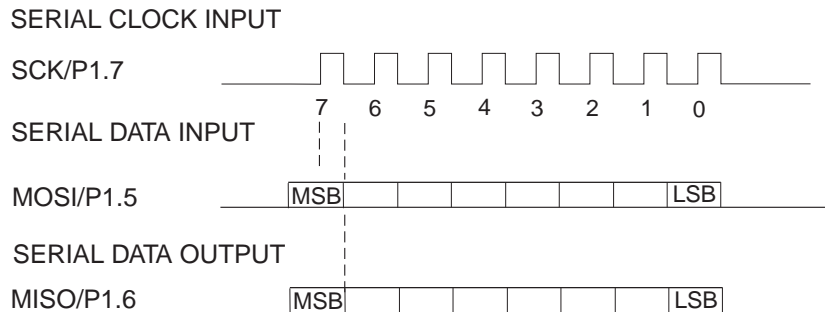 SERIAL CLOCK INPUT
SCK/P1.7
7 6 5 4 3 2 1 0
SERIAL DATA INPUT
MOSI/P1.5 MSB LSB
SERIAL DATA OUTPUT
MISO/P1.6 MSB LSB